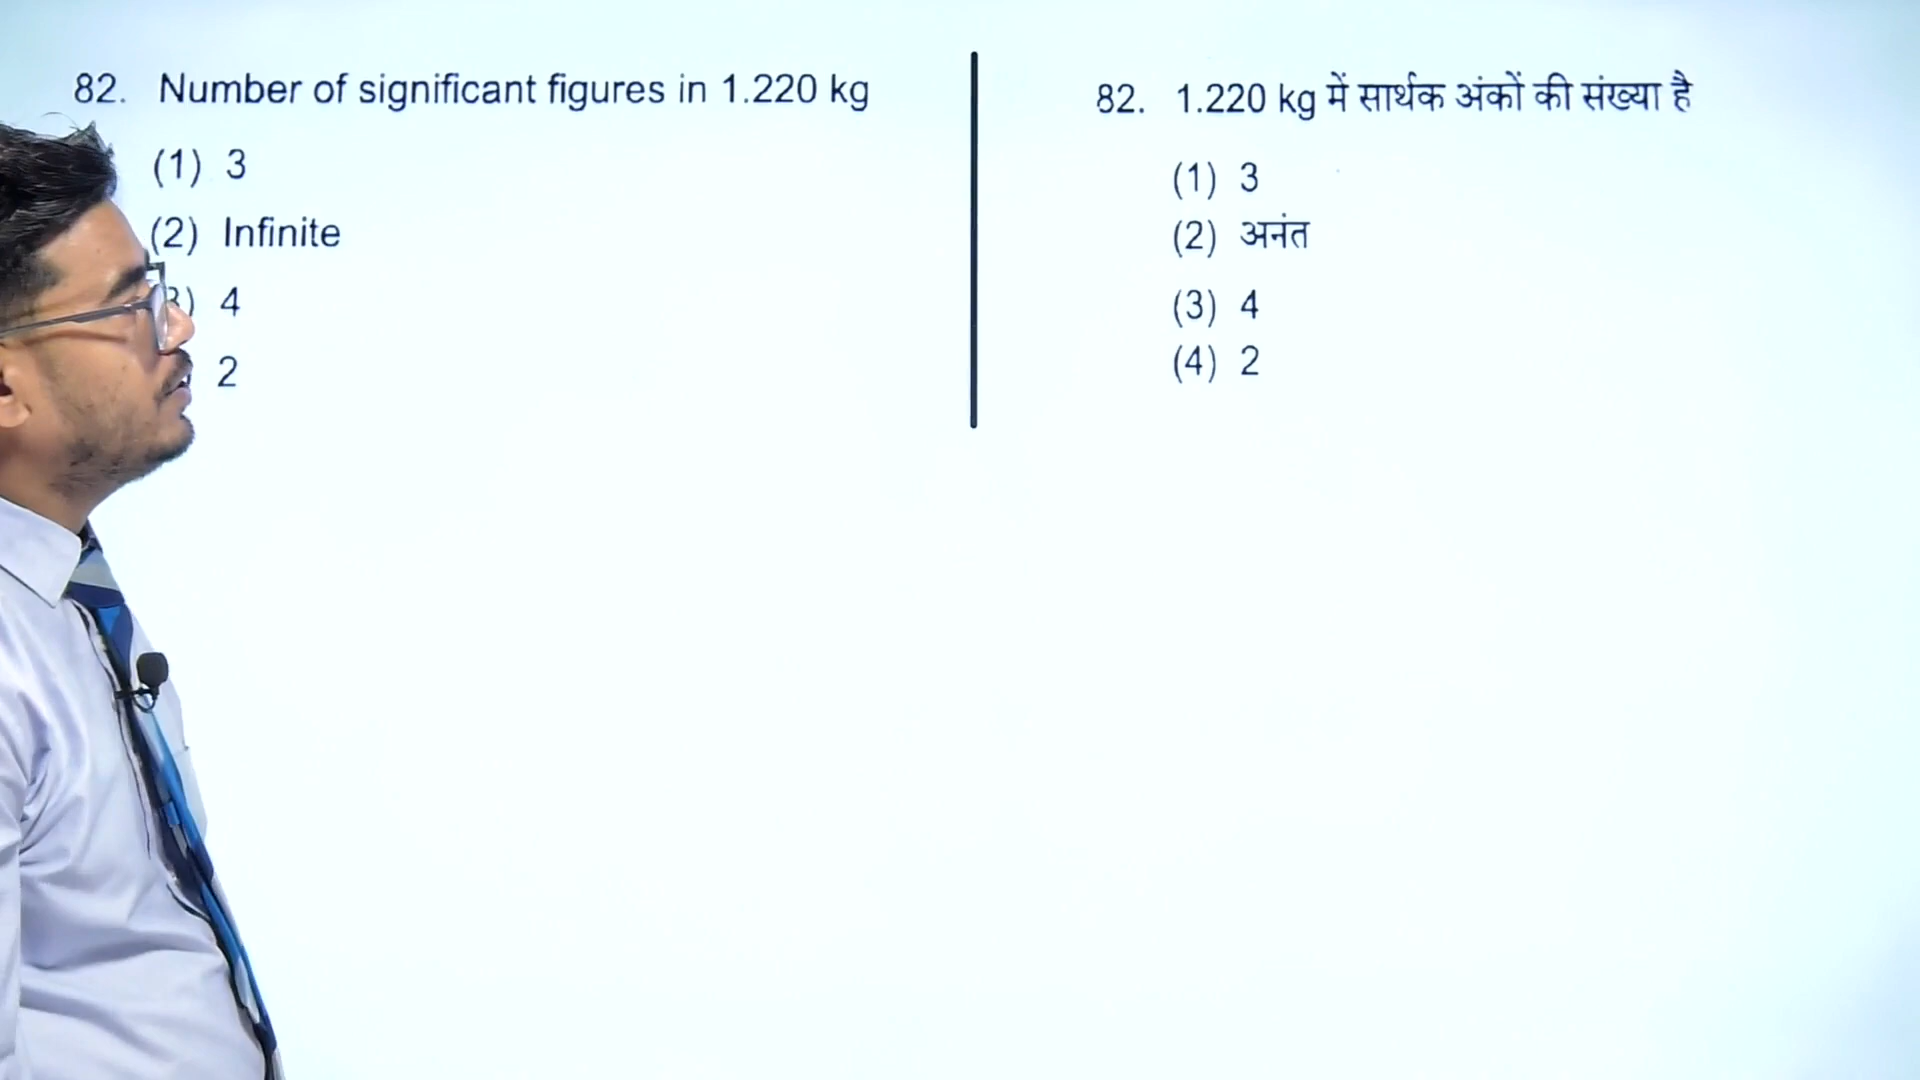 82. Number of significant figures in 1.220 kg
(1) 3
(2) Infinite
3) 4
2
82. 1.220 kg में सार्थक अंकों की संख्या है
(1) 3
(2) अनंत
(3) 4
(4) 2